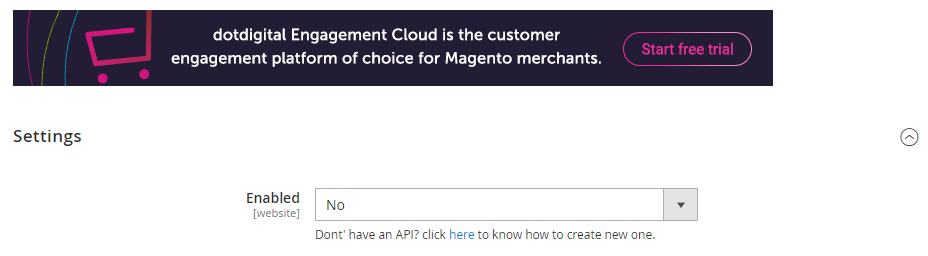 dotdigital Engagement Cloud is the customer
engagement platform of choice for Magento merchants.
Start free trial
Settings
Enabled
No
[website]
Dont' have an API? click here to know how to create new one.